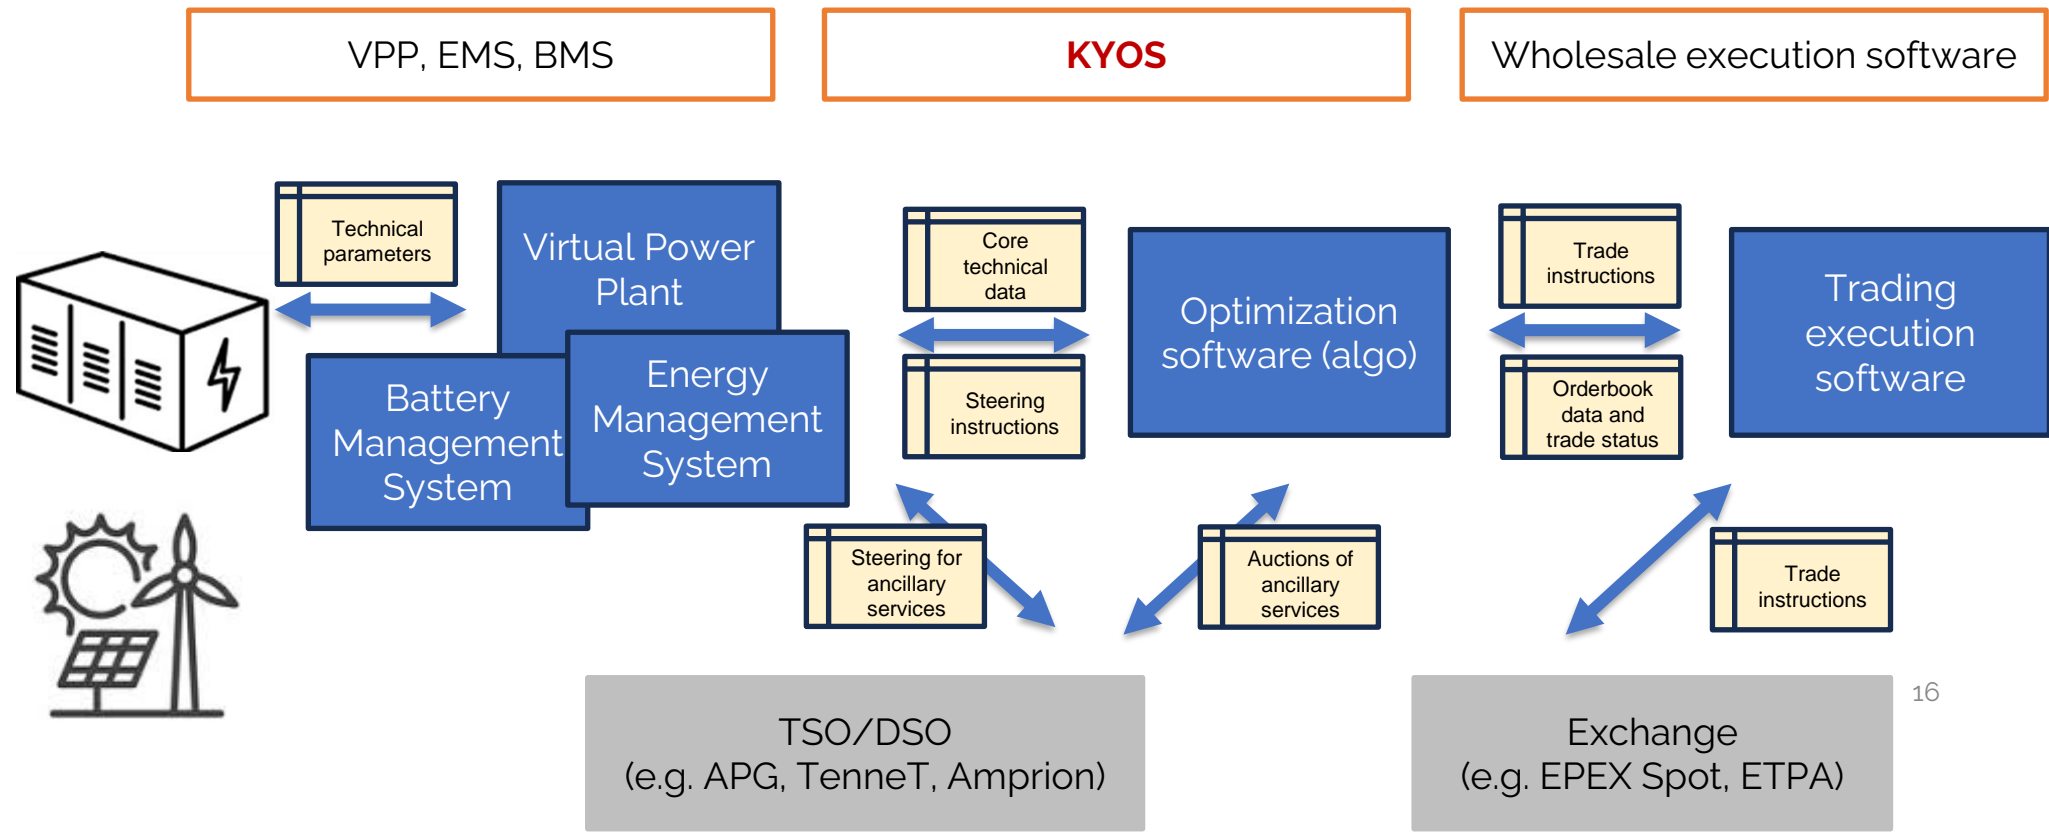 VPP, EMS, BMS
KYOS
Wholesale execution software
Technical
parameters
Virtual Power
Plant
Battery
Management
System
Energy
Management
System
Core
technical
data
Steering
instructions
Optimization
software (algo)
Trade
instructions
Orderbook
data and
trade status
Trading
execution
software
Steering for
ancillary
services
Auctions of
ancillary
services
Trade
instructions
TSO/DSO
(e.g. APG, TenneT, Amprion)
Exchange
(e.g. EPEX Spot, ETPA)
16